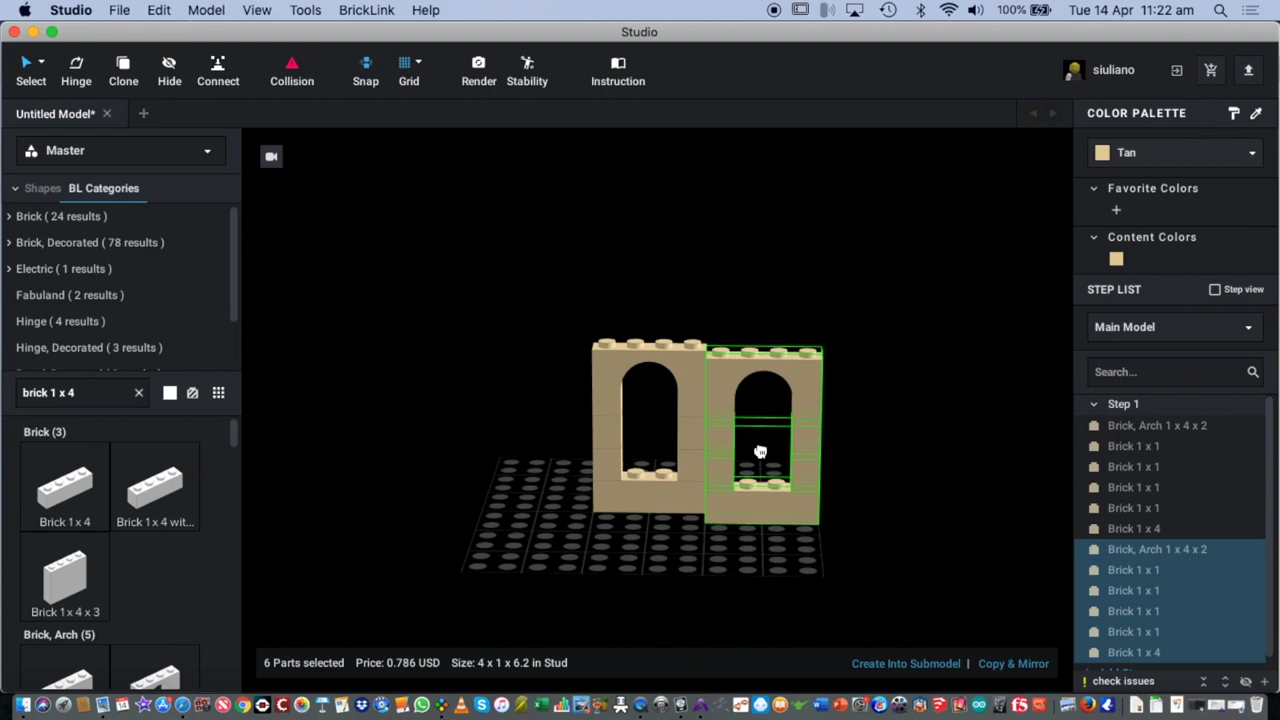 Studio File Edit Model View Tools BrickLink Help 100% Tue 14 Apr 11:22 am
Studio
Select Hinge Clone Hide Connect Collision Snap Grid Render Stability Instruction siuliano
Untitled Model* COLOR PALETTE
Master Tan
Shapes BL Categories Favorite Colors
Brick ( 24 results )
Brick, Decorated ( 78 results ) Content Colors
Electric ( 1 results )
Fabuland ( 2 results ) STEP LIST Step view
Hinge ( 4 results ) Main Model
Hinge, Decorated ( 3 results )
Search...
brick 1 x 4 Step 1
Brick (3) Brick, Arch 1 x 4 x 2
Brick 1 x 1
Brick 1 x 1
Brick 1 x 1
Brick 1 x 1
Brick 1 x 4 Brick 1 x 4 wit... Brick 1 x 4
Brick, Arch 1 x 4 x 2
Brick 1 x 1
Brick 1 x 1
Brick 1 x 4 x 3 Brick 1 x 1
Brick, Arch (5) Brick 1 x 1
Brick 1 x 4
6 Parts selected Price: 0.786 USD Size: 4 x 1 x 6.2 in Stud Create Into Submodel | Copy & Mirror
check issues